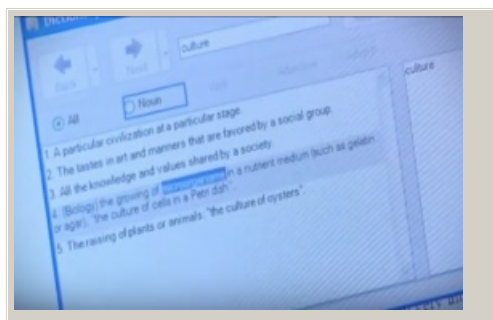 Dictionary
culture
Back
Next
All
Noun
Verb
Adverb
culture
1. A particular civilization at a particular stage.
2. The tastes in art and manners that are favored by a social group.
3. All the knowledge and values shared by a society.
4. (Biology) the growing of in a nutrient medium (such as gelatin
or agar); "the culture of cells in a Petri dish".
5. The raising of plants or animals: "the culture of oysters".